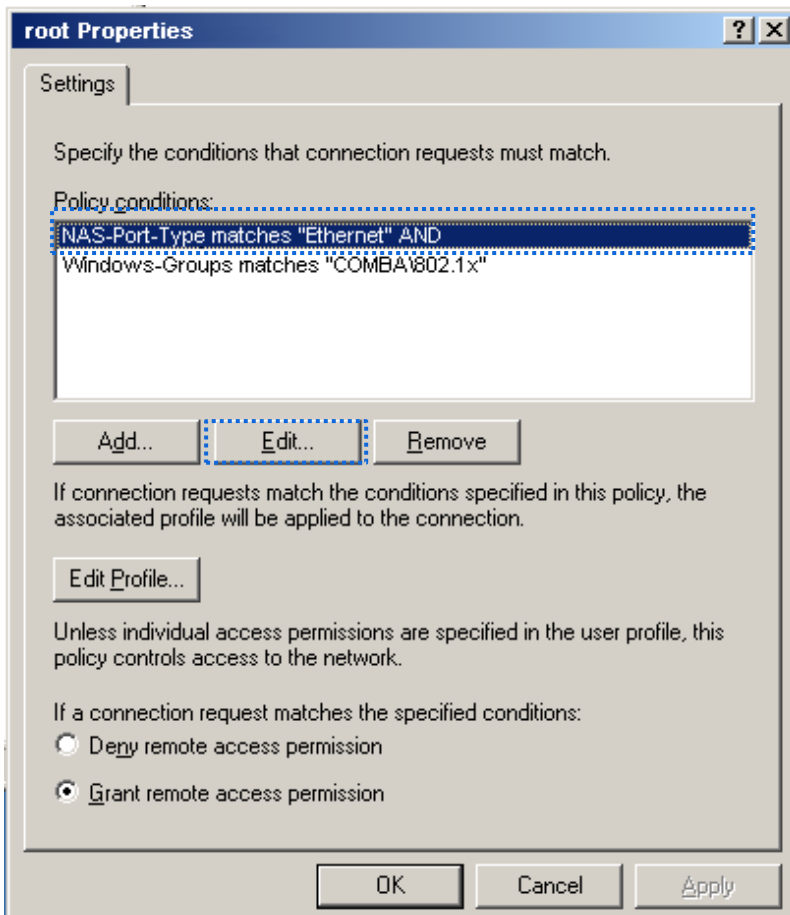 root Properties
Settings
Specify the conditions that connection requests must match.
Policy conditions:
NAS-Port-Type matches "Ethernet" AND
Windows-Groups matches "COMBA\802.1x"
Add... Edit... Remove
If connection requests match the conditions specified in this policy, the
associated profile will be applied to the connection.
Edit Profile...
Unless individual access permissions are specified in the user profile, this
policy controls access to the network.
If a connection request matches the specified conditions:
Deny remote access permission
Grant remote access permission
OK Cancel Apply